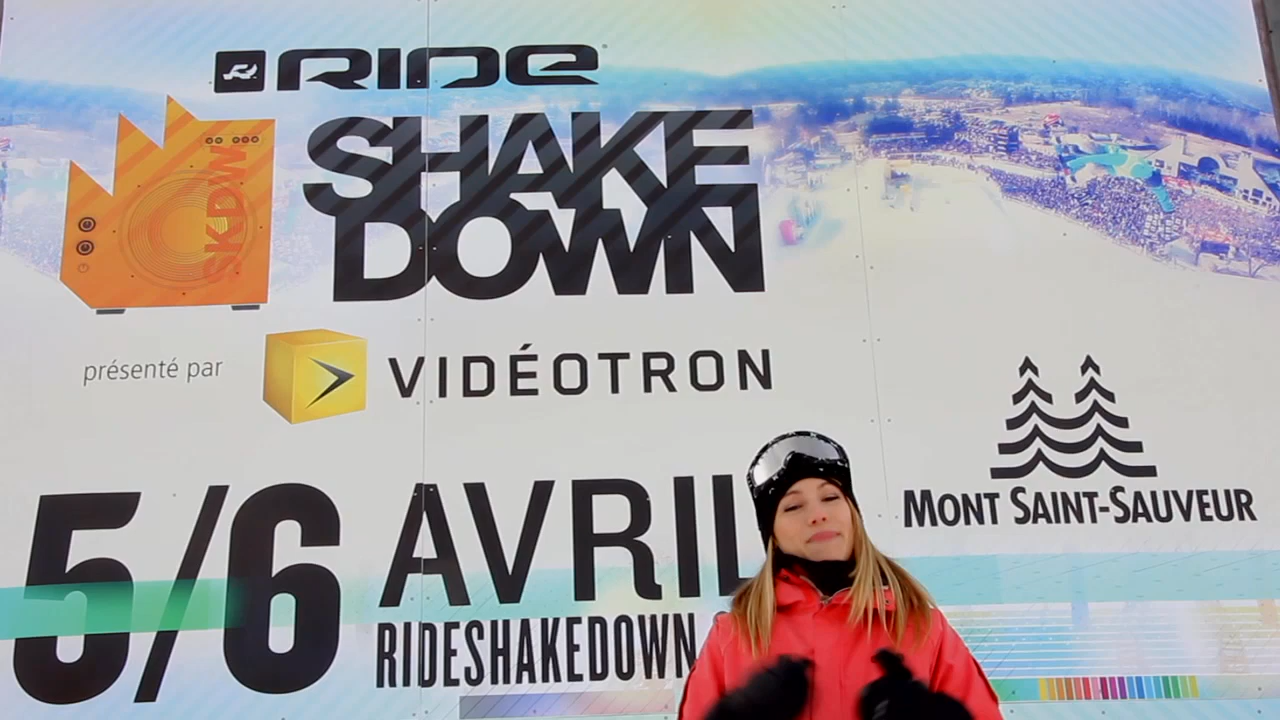 RIDE
SKDW
SHAKE
DOWN
présenté par
VIDÉOTRON
MONT SAINT-SAUVEUR
5/6 AVRIL
RIDESHAKEDOWN